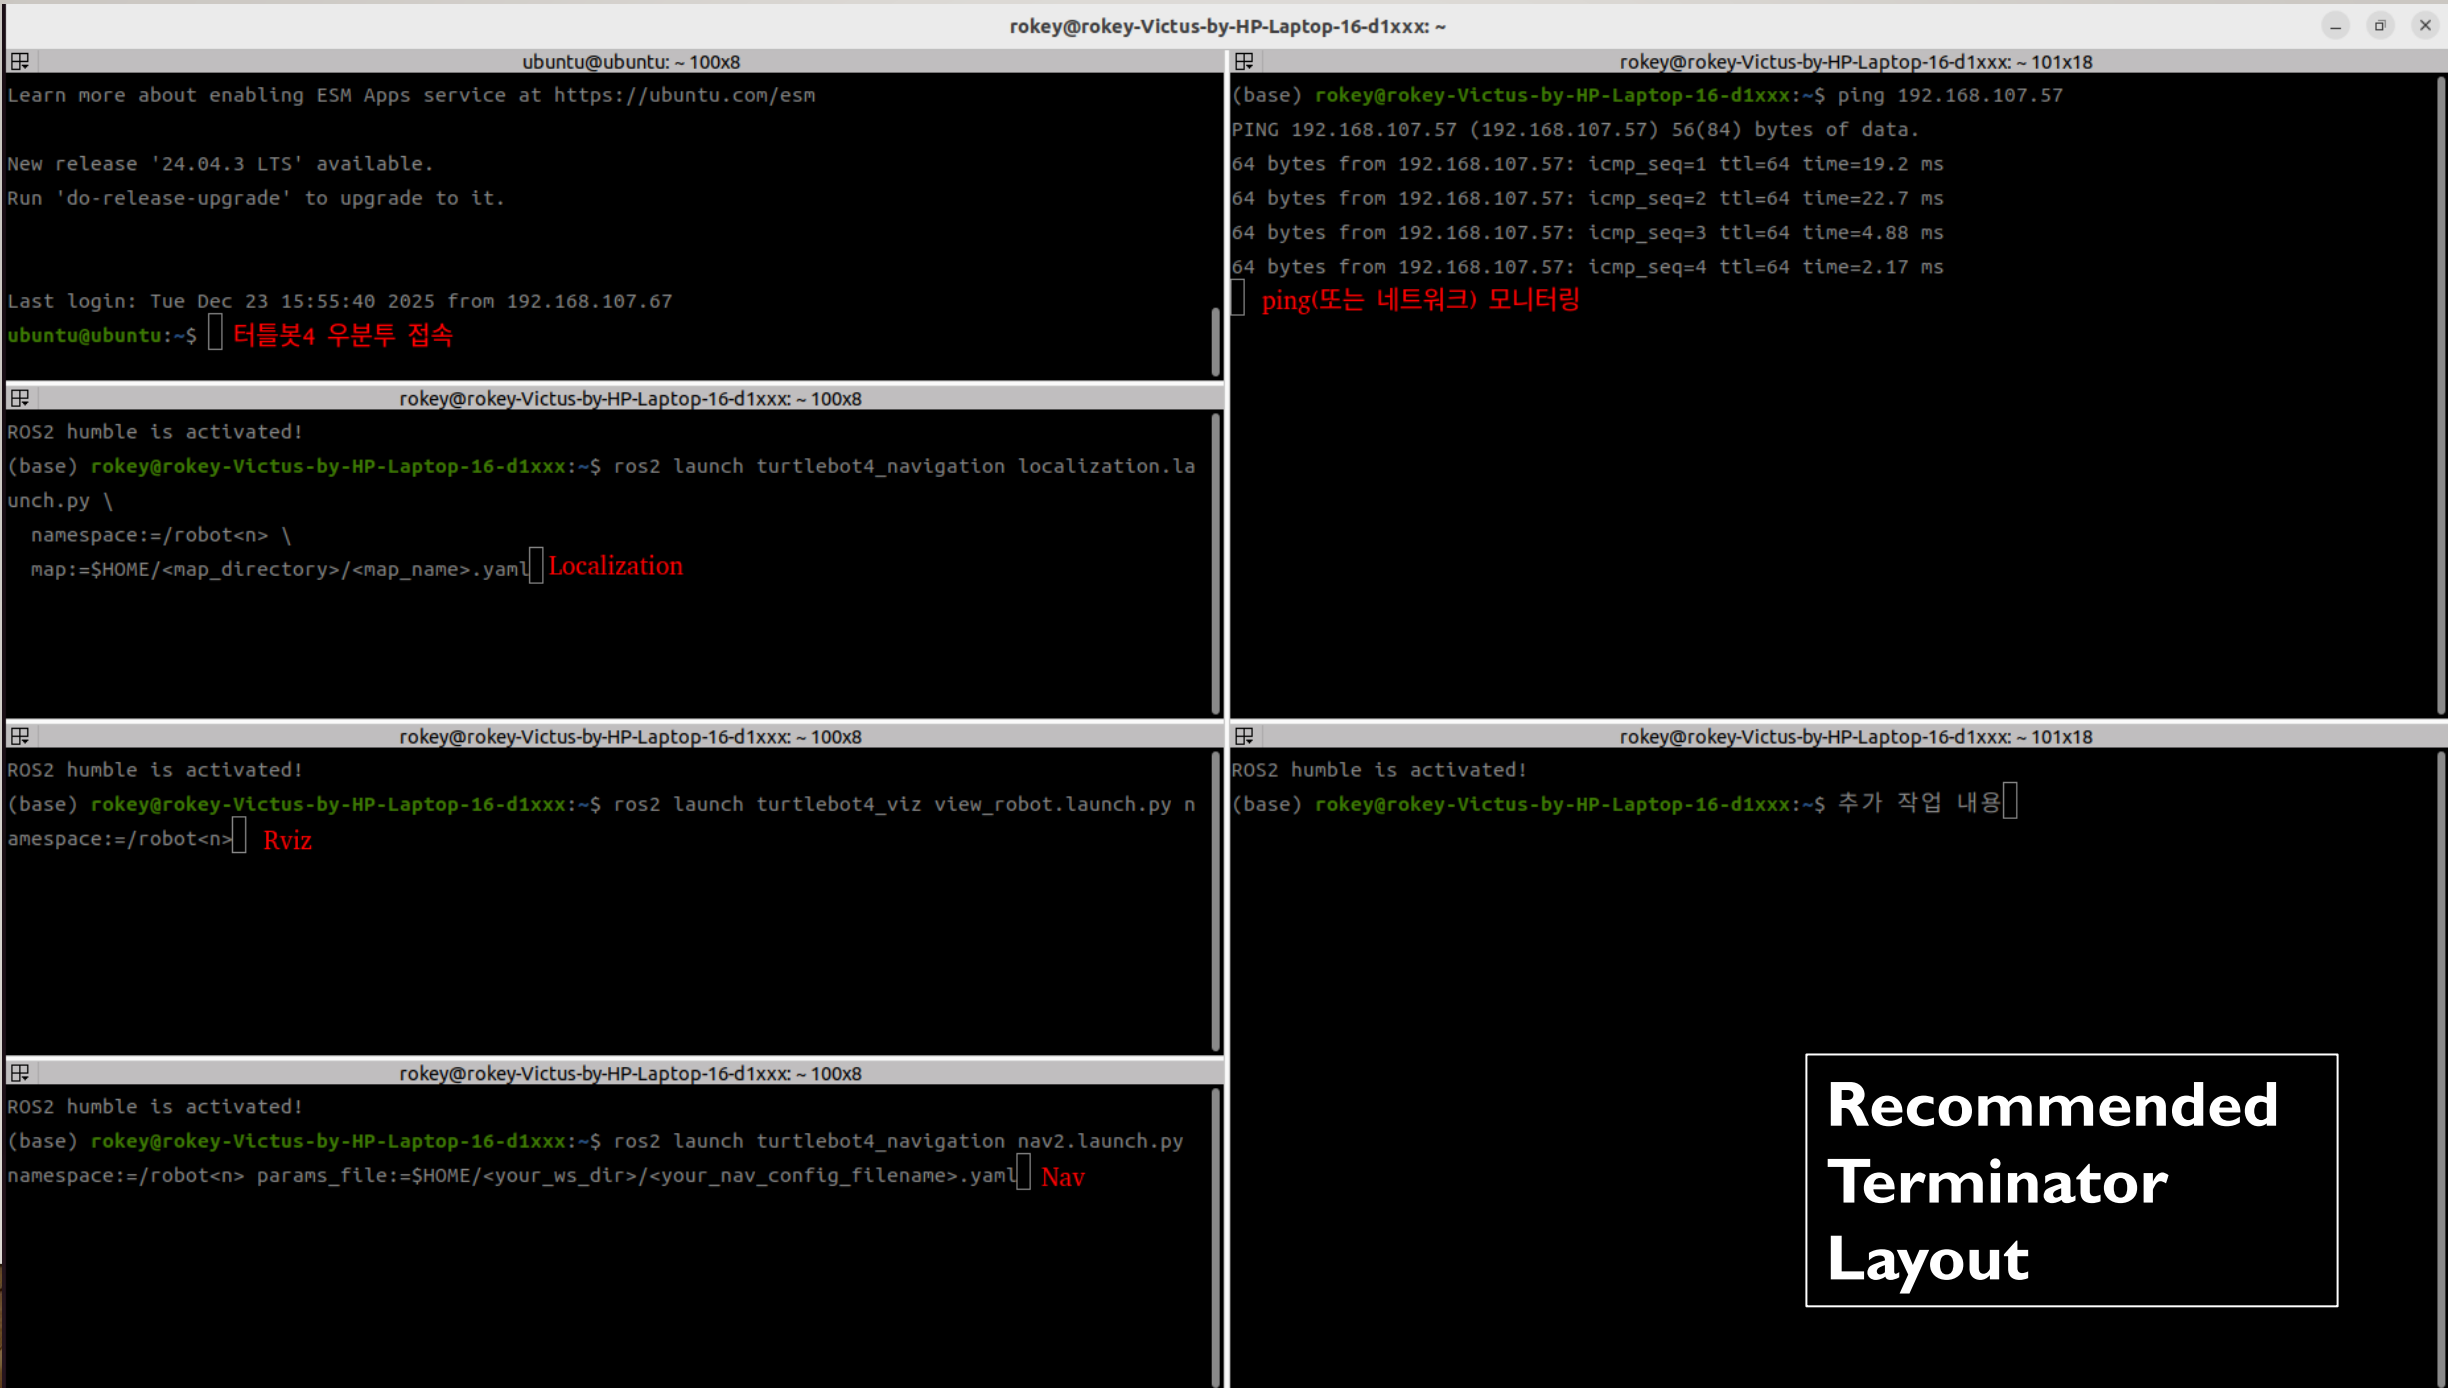 rokey@rokey-Victus-by-HP-Laptop-16-d1xxx: ~
ubuntu@ubuntu: ~ 100x8
Learn more about enabling ESM Apps service at https://ubuntu.com/esm
New release '24.04.3 LTS' available.
Run 'do-release-upgrade' to upgrade to it.
Last login: Tue Dec 23 15:55:40 2025 from 192.168.107.67
ubuntu@ubuntu:~$ 터틀봇4 우분투 접속
rokey@rokey-Victus-by-HP-Laptop-16-d1xxx: ~ 100x8
ROS2 humble is activated!
(base) rokey@rokey-Victus-by-HP-Laptop-16-d1xxx:~$ ros2 launch turtlebot4_navigation localization.la
unch.py \
namespace:=/robot<n> \
map:=$HOME/<map_directory>/<map_name>.yaml Localization
rokey@rokey-Victus-by-HP-Laptop-16-d1xxx: ~ 100x8
ROS2 humble is activated!
(base) rokey@rokey-Victus-by-HP-Laptop-16-d1xxx:~$ ros2 launch turtlebot4_viz view_robot.launch.py n
amespace:=/robot<n> Rviz
rokey@rokey-Victus-by-HP-Laptop-16-d1xxx: ~ 100x8
ROS2 humble is activated!
(base) rokey@rokey-Victus-by-HP-Laptop-16-d1xxx:~$ ros2 launch turtlebot4_navigation nav2.launch.py
namespace:=/robot<n> params_file:=$HOME/<your_ws_dir>/<your_nav_config_filename>.yaml Nav
rokey@rokey-Victus-by-HP-Laptop-16-d1xxx: ~ 101x18
(base) rokey@rokey-Victus-by-HP-Laptop-16-d1xxx:~$ ping 192.168.107.57
PING 192.168.107.57 (192.168.107.57) 56(84) bytes of data.
64 bytes from 192.168.107.57: icmp_seq=1 ttl=64 time=19.2 ms
64 bytes from 192.168.107.57: icmp_seq=2 ttl=64 time=22.7 ms
64 bytes from 192.168.107.57: icmp_seq=3 ttl=64 time=4.88 ms
64 bytes from 192.168.107.57: icmp_seq=4 ttl=64 time=2.17 ms
ping(또는 네트워크) 모니터링
rokey@rokey-Victus-by-HP-Laptop-16-d1xxx: ~ 101x18
ROS2 humble is activated!
(base) rokey@rokey-Victus-by-HP-Laptop-16-d1xxx:~$ 추가 작업 내용
Recommended
Terminator
Layout